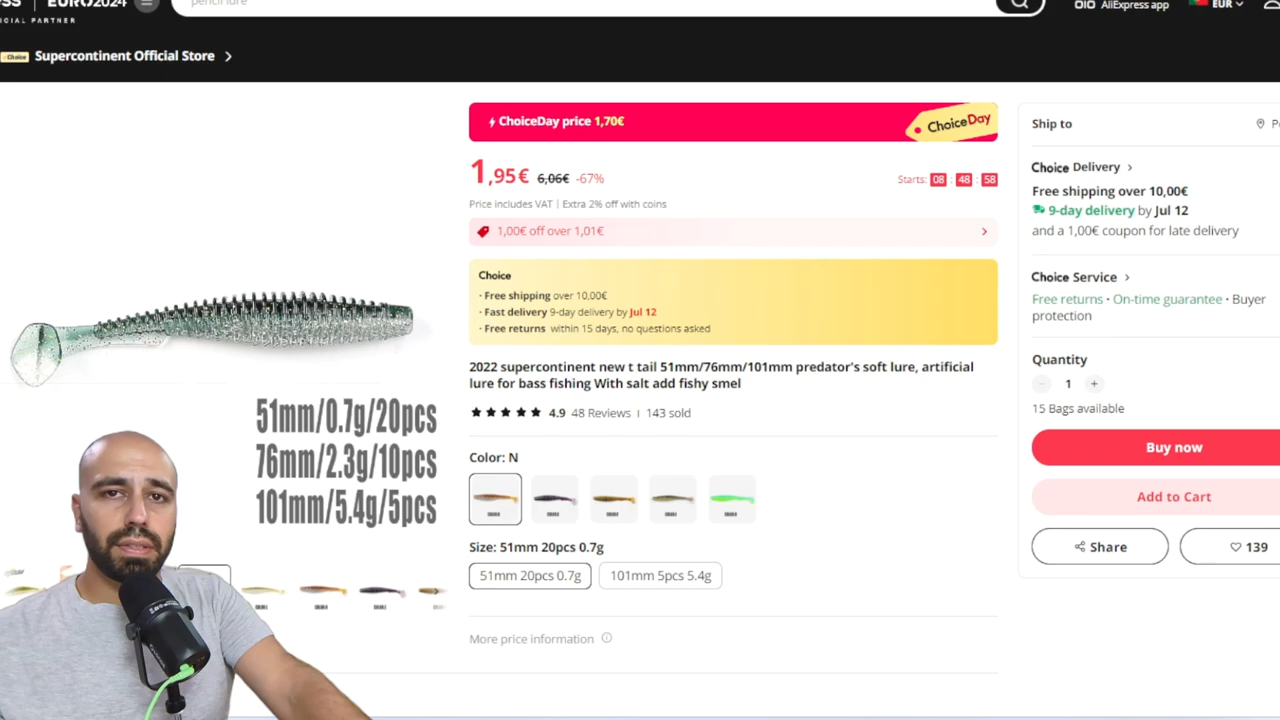 EURO2024
ICIAL PARTNER
pencil lure
AliExpress app
EUR
Choice
Supercontinent Official Store
ChoiceDay price 1,70€
ChoiceDay
1,95€ 6,06€ -67%
Starts: 08 : 48 : 58
Price includes VAT | Extra 2% off with coins
1,00€ off over 1,01€
Choice
· Free shipping over 10,00€
· Fast delivery 9-day delivery by Jul 12
· Free returns within 15 days, no questions asked
2022 supercontinent new t tail 51mm/76mm/101mm predator's soft lure, artificial
lure for bass fishing With salt add fishy smel
4.9 48 Reviews | 143 sold
Color: N
Size: 51mm 20pcs 0.7g
51mm 20pcs 0.7g
101mm 5pcs 5.4g
More price information
51mm/0.7g/20pcs
76mm/2.3g/10pcs
101mm/5.4g/5pcs
Ship to
Choice Delivery
Free shipping over 10,00€
9-day delivery by Jul 12
and a 1,00€ coupon for late delivery
Choice Service
Free returns · On-time guarantee · Buyer
protection
Quantity
1
15 Bags available
Buy now
Add to Cart
Share
139